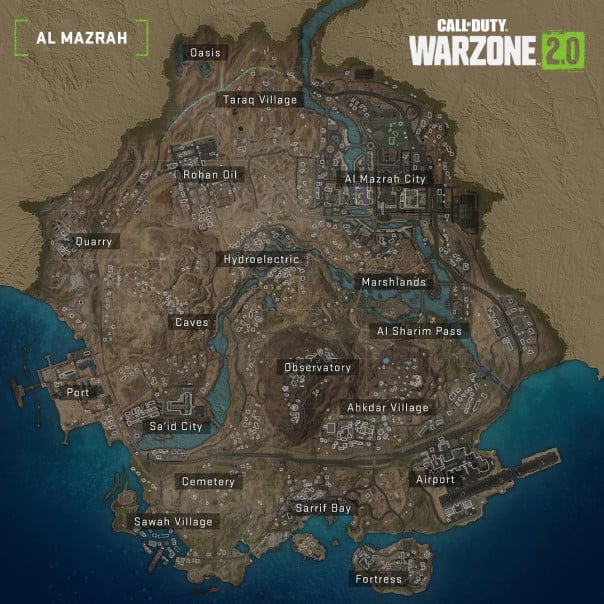 AL MAZRAH
CALL OF DUTY.
WARZONE 2.0
Oasis
Taraq Village
Rohan Oil
Al Mazrah City
Quarry
Hydroelectric
Marshlands
Caves
Al Sharim Pass
Observatory
Port
Ahkdar Village
Sa'id City
Cemetery
Airport
Sarrif Bay
Sawah Village
Fortress